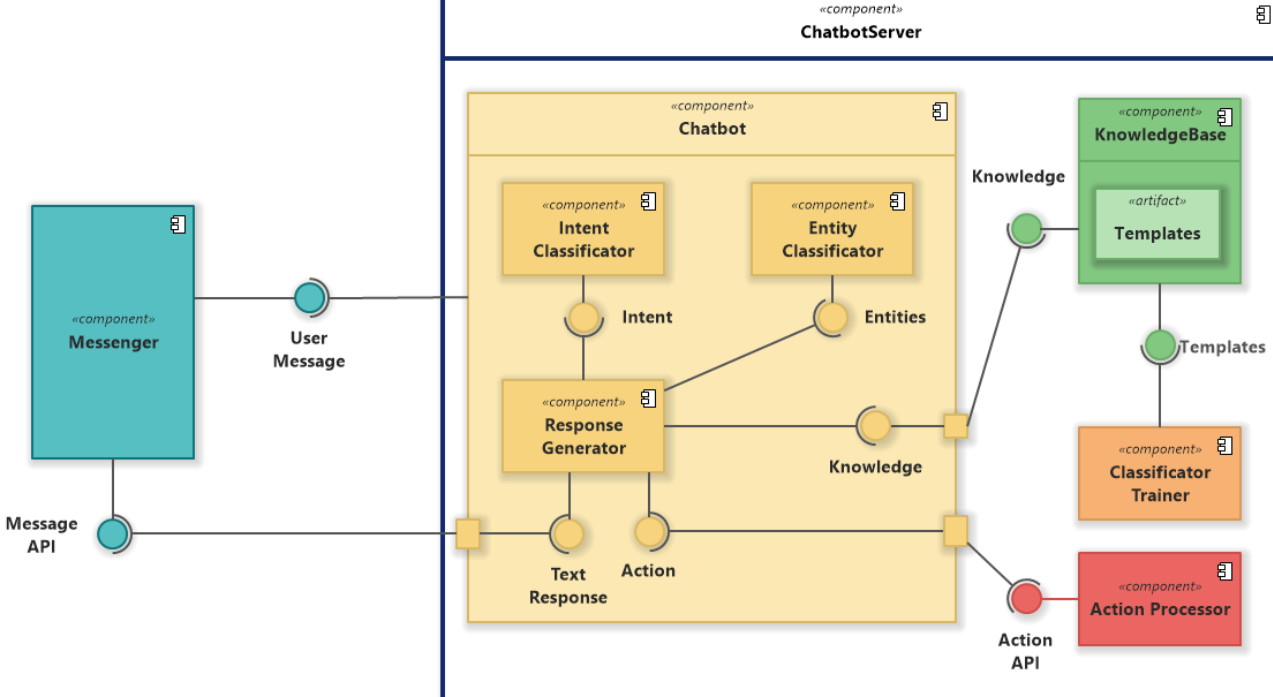 «component»
ChatbotServer
«component»
Chatbot
«component»
KnowledgeBase
«artifact»
Templates
Knowledge
«component»
Intent
Classificator
«component»
Entity
Classificator
«component»
Messenger
User
Message
Intent
Entities
Templates
«component»
Response
Generator
Knowledge
«component»
Classificator
Trainer
Message
API
Text
Response
Action
«component»
Action Processor
Action
API